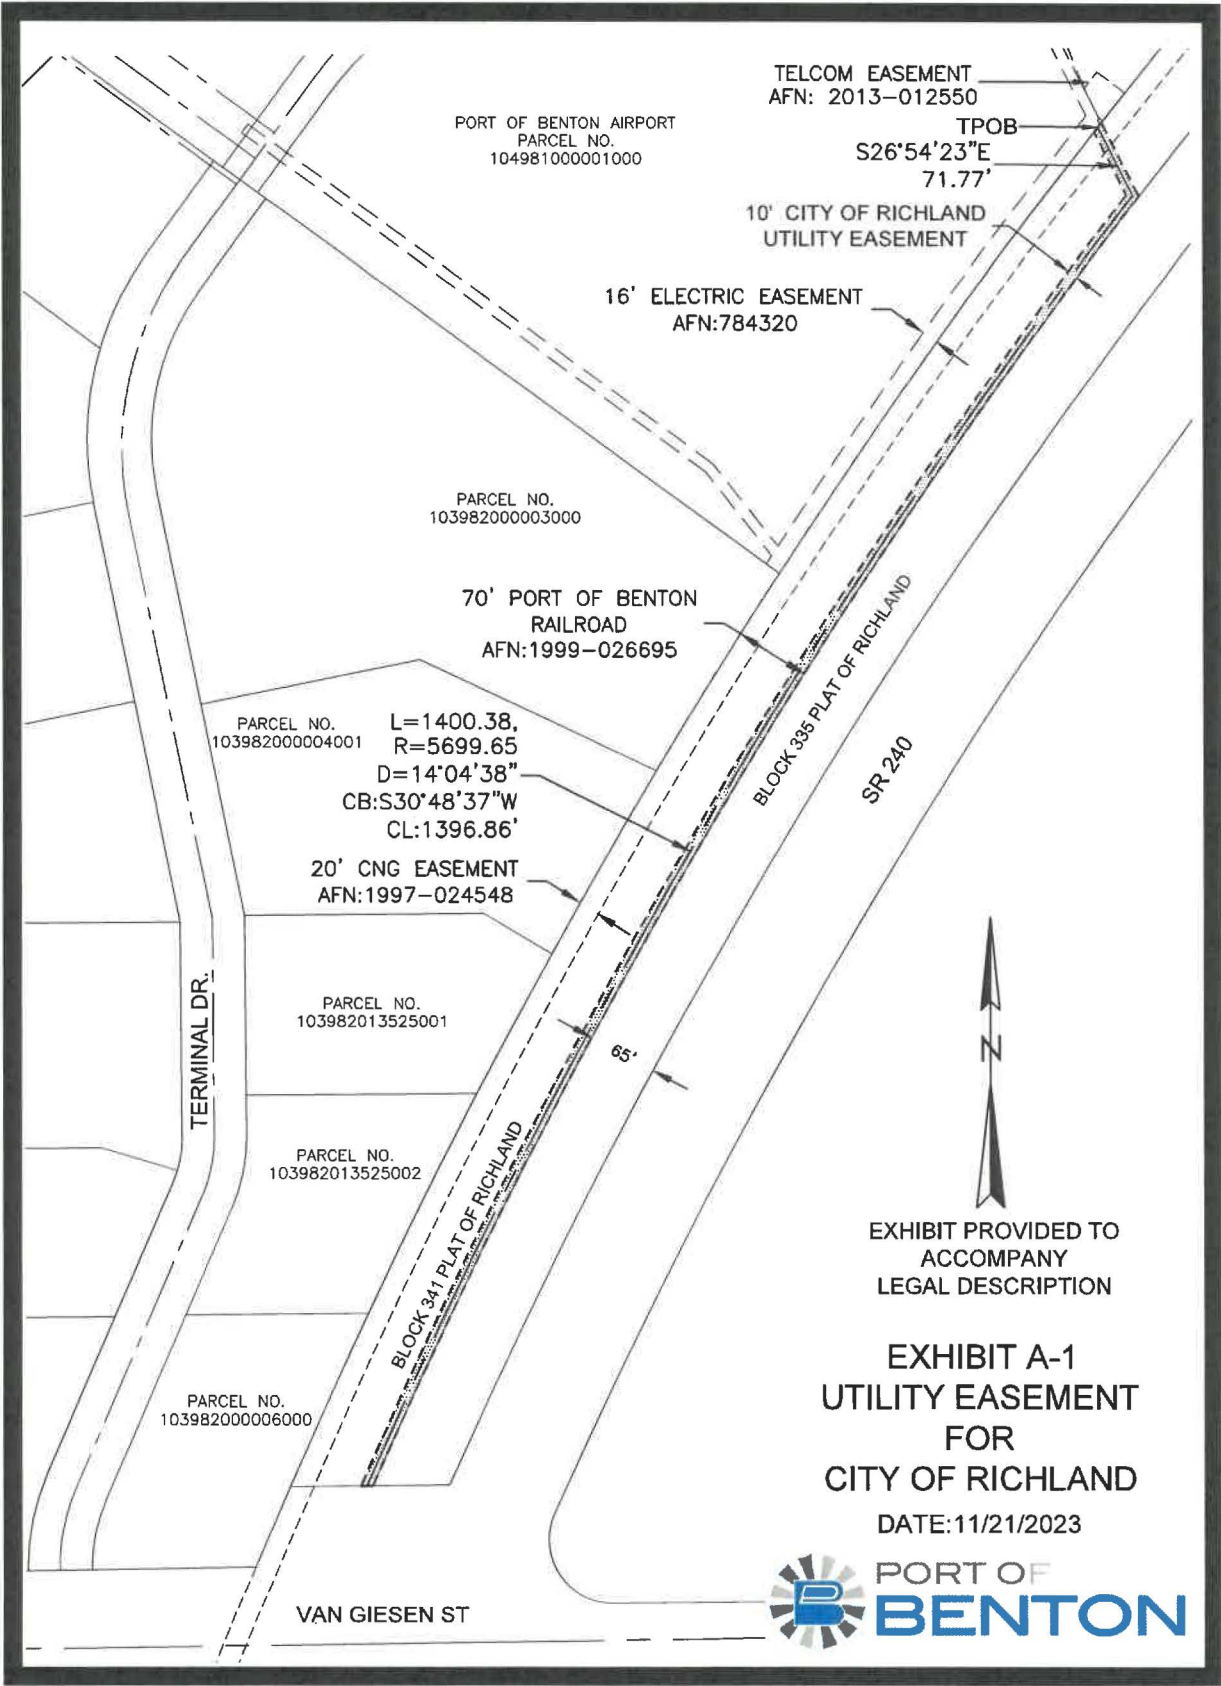 TELCOM EASEMENT
AFN: 2013-012550
TPOB
S26°54'23"E
71.77'
10' CITY OF RICHLAND
UTILITY EASEMENT
PORT OF BENTON AIRPORT
PARCEL NO.
104981000001000
16' ELECTRIC EASEMENT
AFN:784320
PARCEL NO.
103982000003000
70' PORT OF BENTON
RAILROAD
AFN:1999-026695
BLOCK 335 PLAT OF RICHLAND
SR 240
PARCEL NO.
103982000004001
L=1400.38,
R=5699.65
D=14°04'38"
CB:S30°48'37"W
CL:1396.86'
20' CNG EASEMENT
AFN:1997-024548
TERMINAL DR.
PARCEL NO.
103982013525001
65'
N
PARCEL NO.
103982013525002
BLOCK 341 PLAT OF RICHLAND
PARCEL NO.
103982000006000
VAN GIESEN ST
EXHIBIT PROVIDED TO
ACCOMPANY
LEGAL DESCRIPTION
EXHIBIT A-1
UTILITY EASEMENT
FOR
CITY OF RICHLAND
DATE:11/21/2023
PORT OF
BENTON